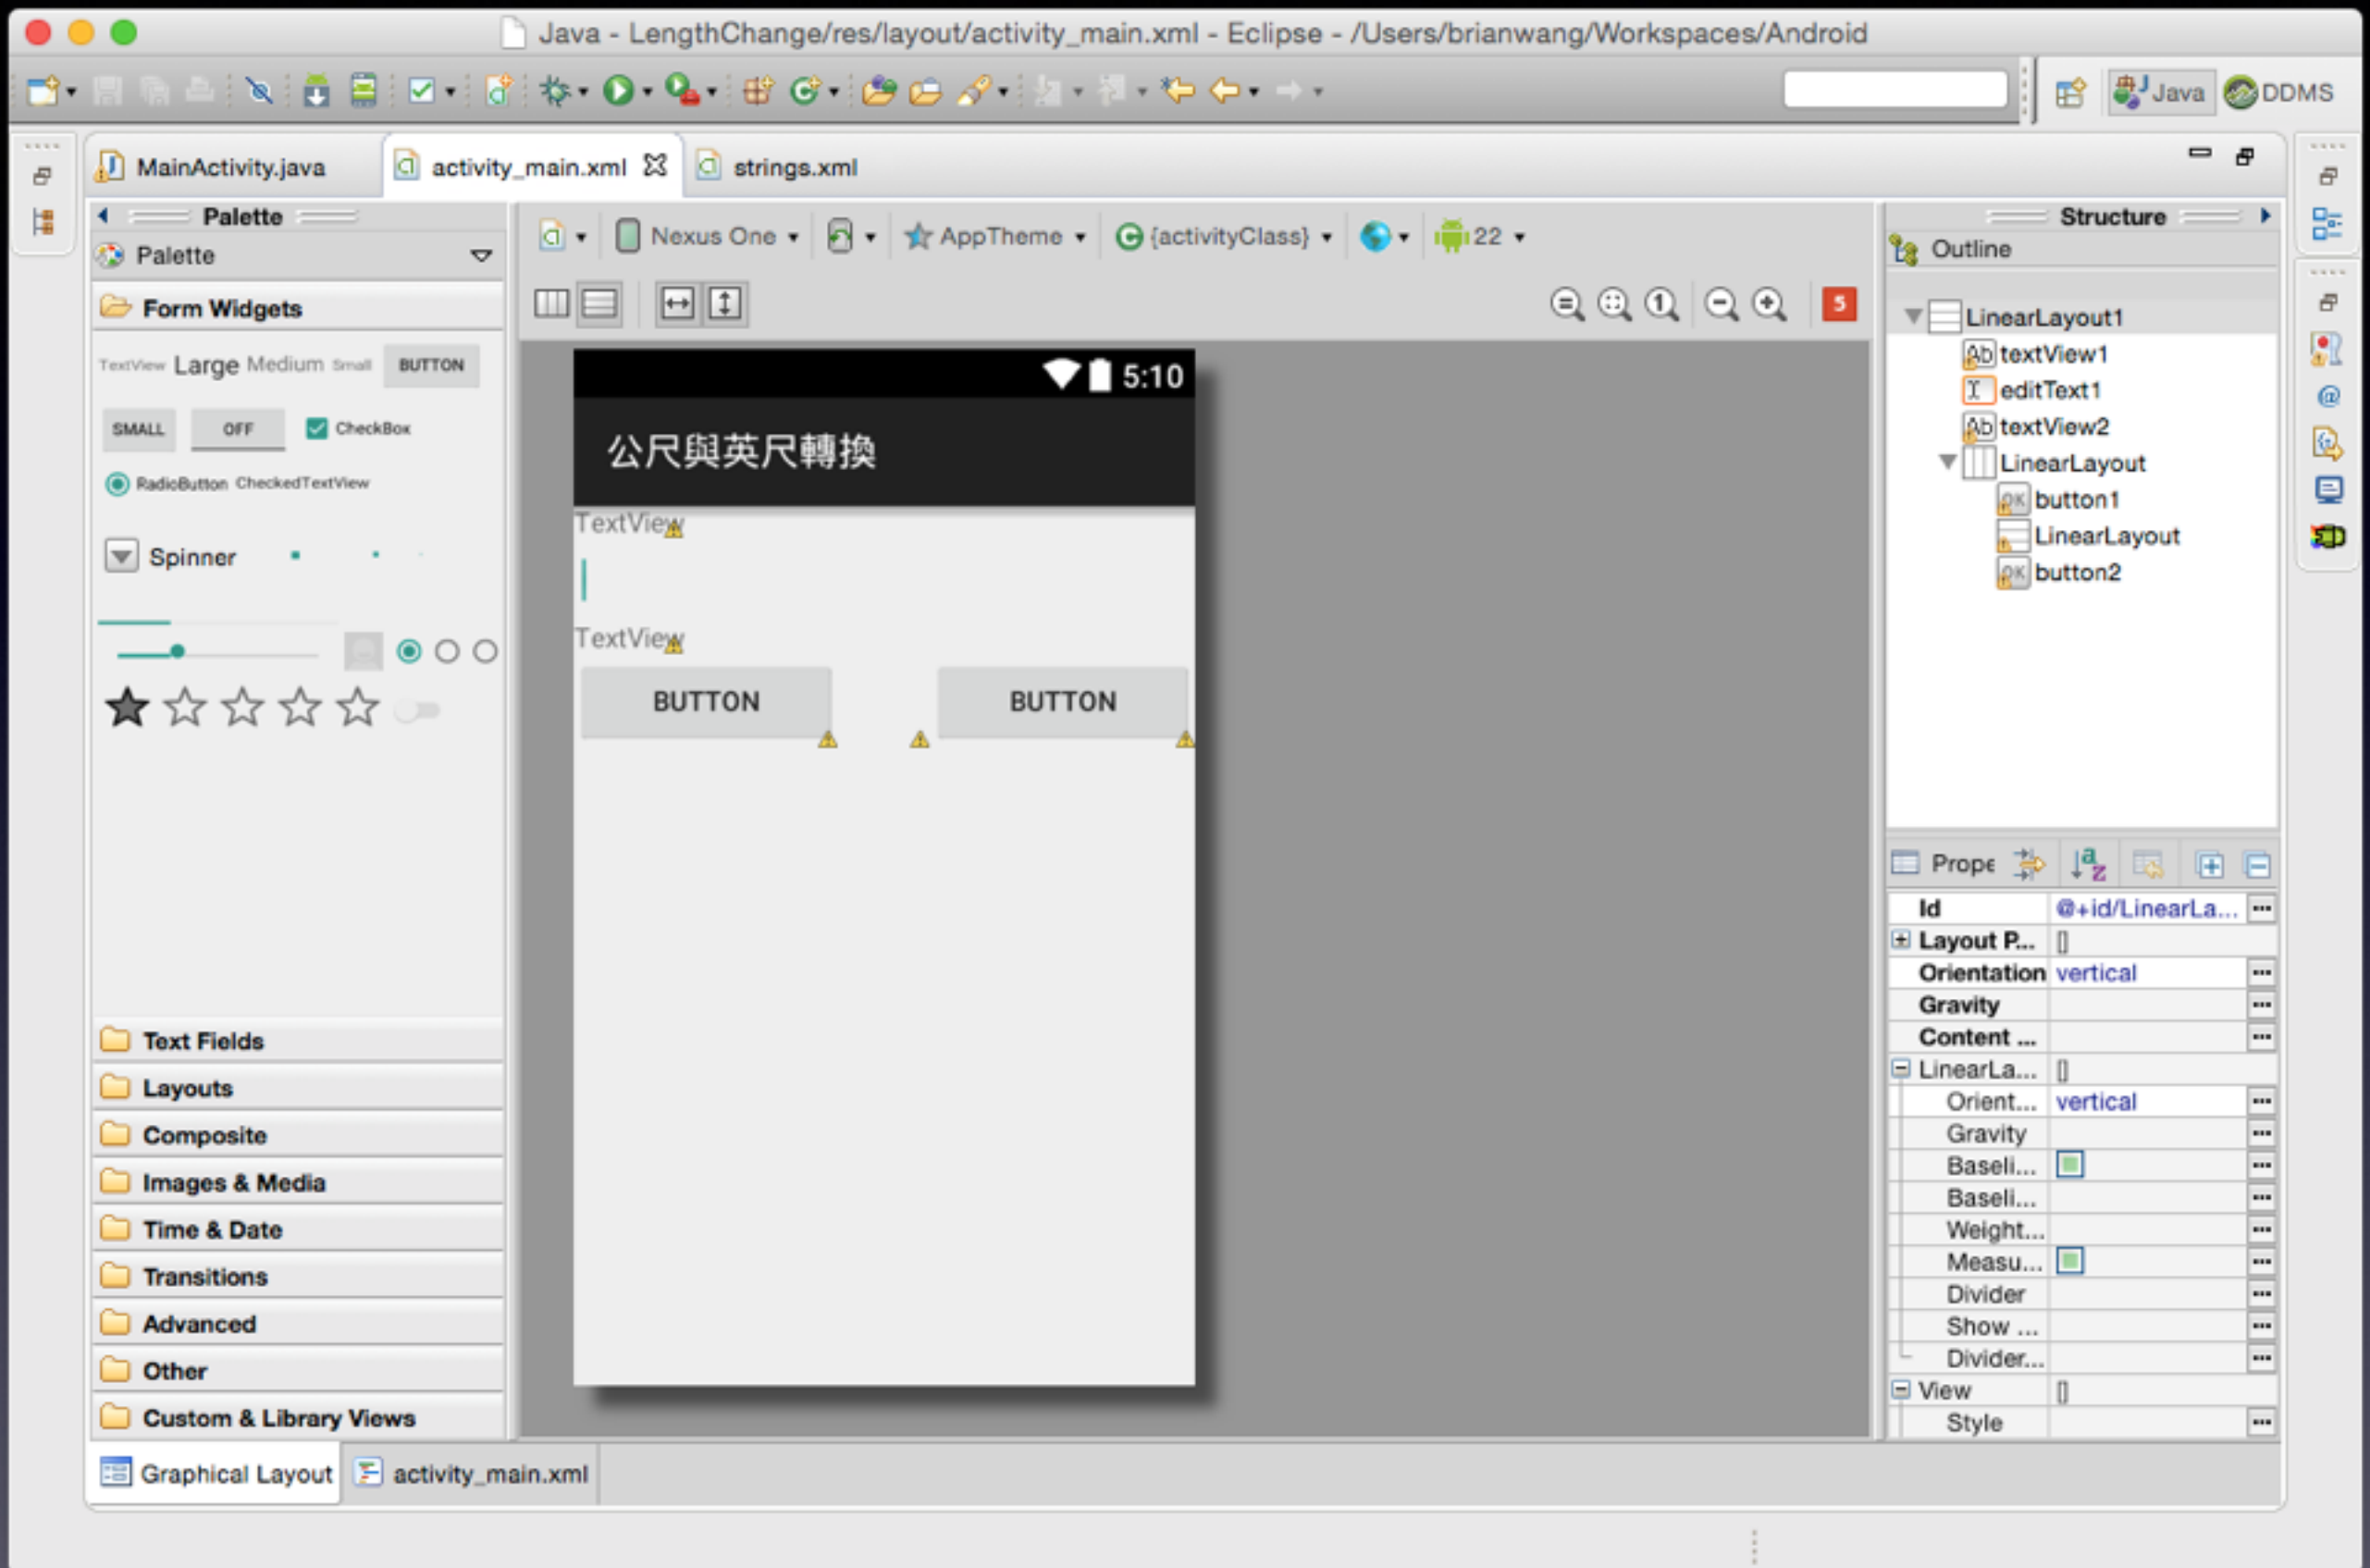 Java - LengthChange/res/layout/activity_main.xml - Eclipse - /Users/brianwang/Workspaces/Android
Java DDMS
MainActivity.java activity_main.xml strings.xml
Palette
Palette
Form Widgets
TextView Large Medium Small BUTTON
SMALL OFF CheckBox
RadioButton CheckedTextView
Spinner
Text Fields
Layouts
Composite
Images & Media
Time & Date
Transitions
Advanced
Other
Custom & Library Views
Graphical Layout activity_main.xml
Nexus One AppTheme {activityClass} 22
1 5
5:10
公尺與英尺轉換
TextView
TextView
BUTTON BUTTON
Structure
Outline
LinearLayout1
Ab textView1
editText1
Ab textView2
LinearLayout
OK button1
LinearLayout
OK button2
Prope
Id @+id/LinearLa... ...
Layout P... []
Orientation vertical ...
Gravity ...
Content ... ...
LinearLa... []
Orient... vertical ...
Gravity ...
Baseli... ...
Baseli... ...
Weight... ...
Measu... ...
Divider ...
Show ... ...
Divider... ...
View []
Style ...